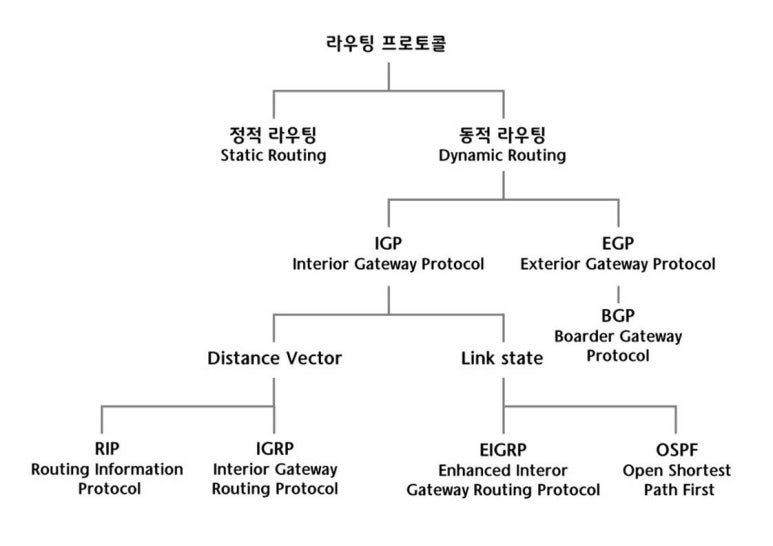 라우팅 프로토콜
정적 라우팅
Static Routing
동적 라우팅
Dynamic Routing
IGP
Interior Gateway Protocol
EGP
Exterior Gateway Protocol
BGP
Boarder Gateway
Protocol
Distance Vector
Link state
RIP
Routing Information
Protocol
IGRP
Interior Gateway
Routing Protocol
EIGRP
Enhanced Interor
Gateway Routing Protocol
OSPF
Open Shortest
Path First